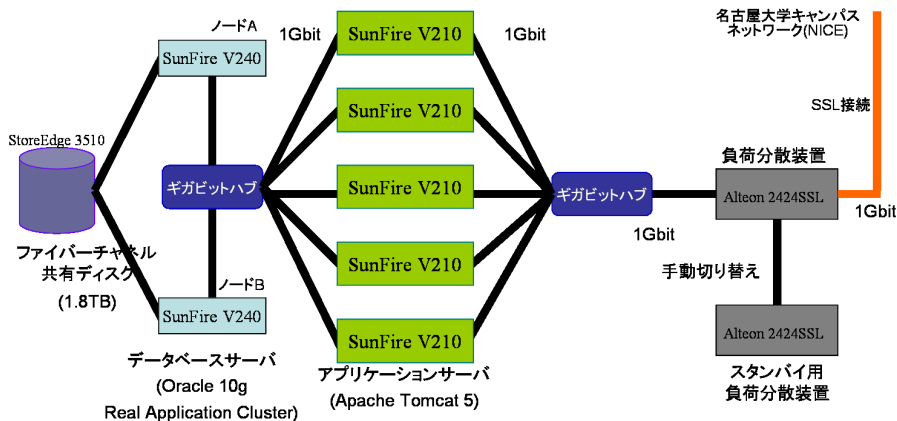 StoreEdge 3510
ファイバーチャネル
共有ディスク
(1.8TB)
ノードA
SunFire V240
ギガビットハブ
ノードB
SunFire V240
データベースサーバ
(Oracle 10g
Real Application Cluster)
1Gbit
SunFire V210
SunFire V210
SunFire V210
SunFire V210
SunFire V210
アプリケーションサーバ
(Apache Tomcat 5)
1Gbit
ギガビットハブ
1Gbit
名古屋大学キャンパス
ネットワーク(NICE)
SSL接続
負荷分散装置
Alteon 2424SSL
1Gbit
手動切り替え
Alteon 2424SSL
スタンバイ用
負荷分散装置